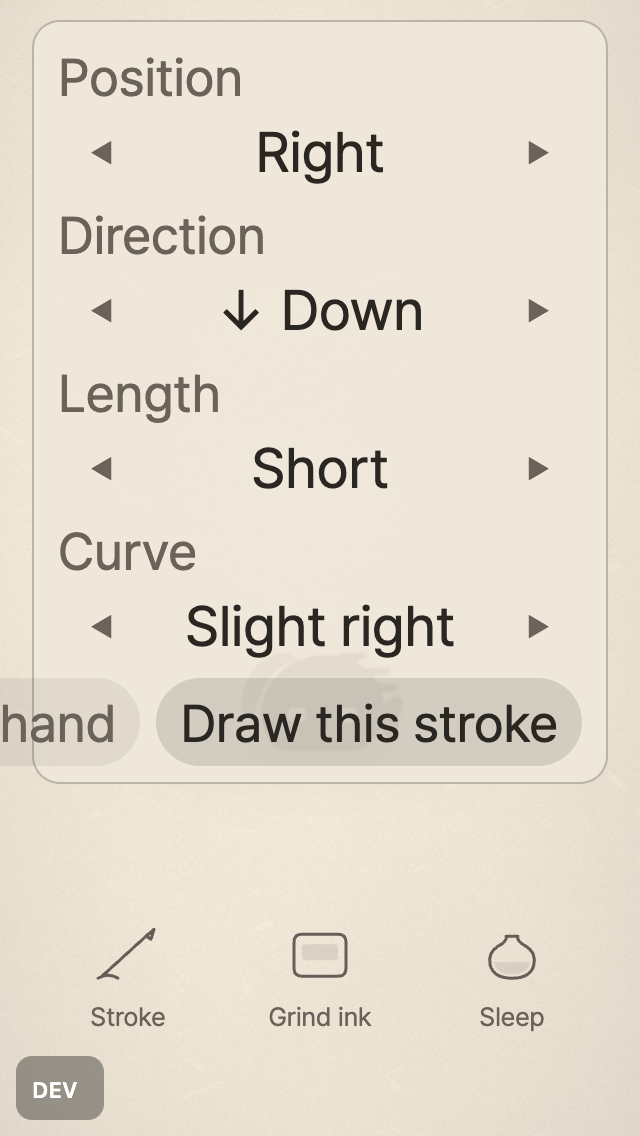 Position
◀ Right ▶
Direction
◀ ↓ Down ▶
Length
◀ Short ▶
Curve
◀ Slight right ▶
hand Draw this stroke
Stroke Grind ink Sleep
DEV